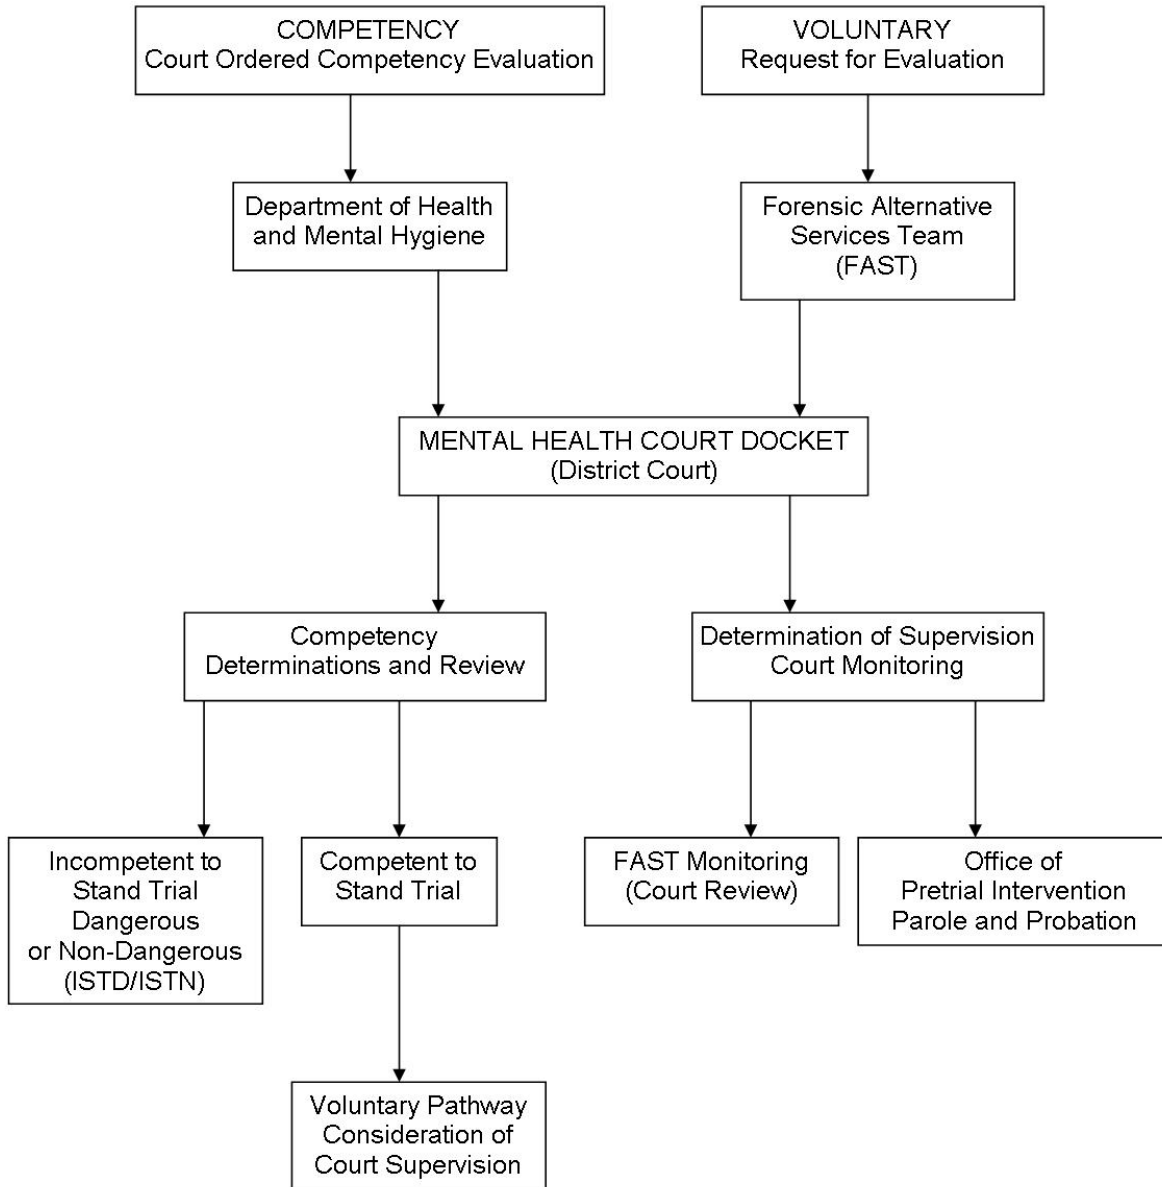 COMPETENCY
Court Ordered Competency Evaluation
VOLUNTARY
Request for Evaluation
Department of Health
and Mental Hygiene
Forensic Alternative
Services Team
(FAST)
MENTAL HEALTH COURT DOCKET
(District Court)
Competency
Determinations and Review
Determination of Supervision
Court Monitoring
Incompetent to
Stand Trial
Dangerous
or Non-Dangerous
(ISTD/ISTN)
Competent to
Stand Trial
FAST Monitoring
(Court Review)
Office of
Pretrial Intervention
Parole and Probation
Voluntary Pathway
Consideration of
Court Supervision